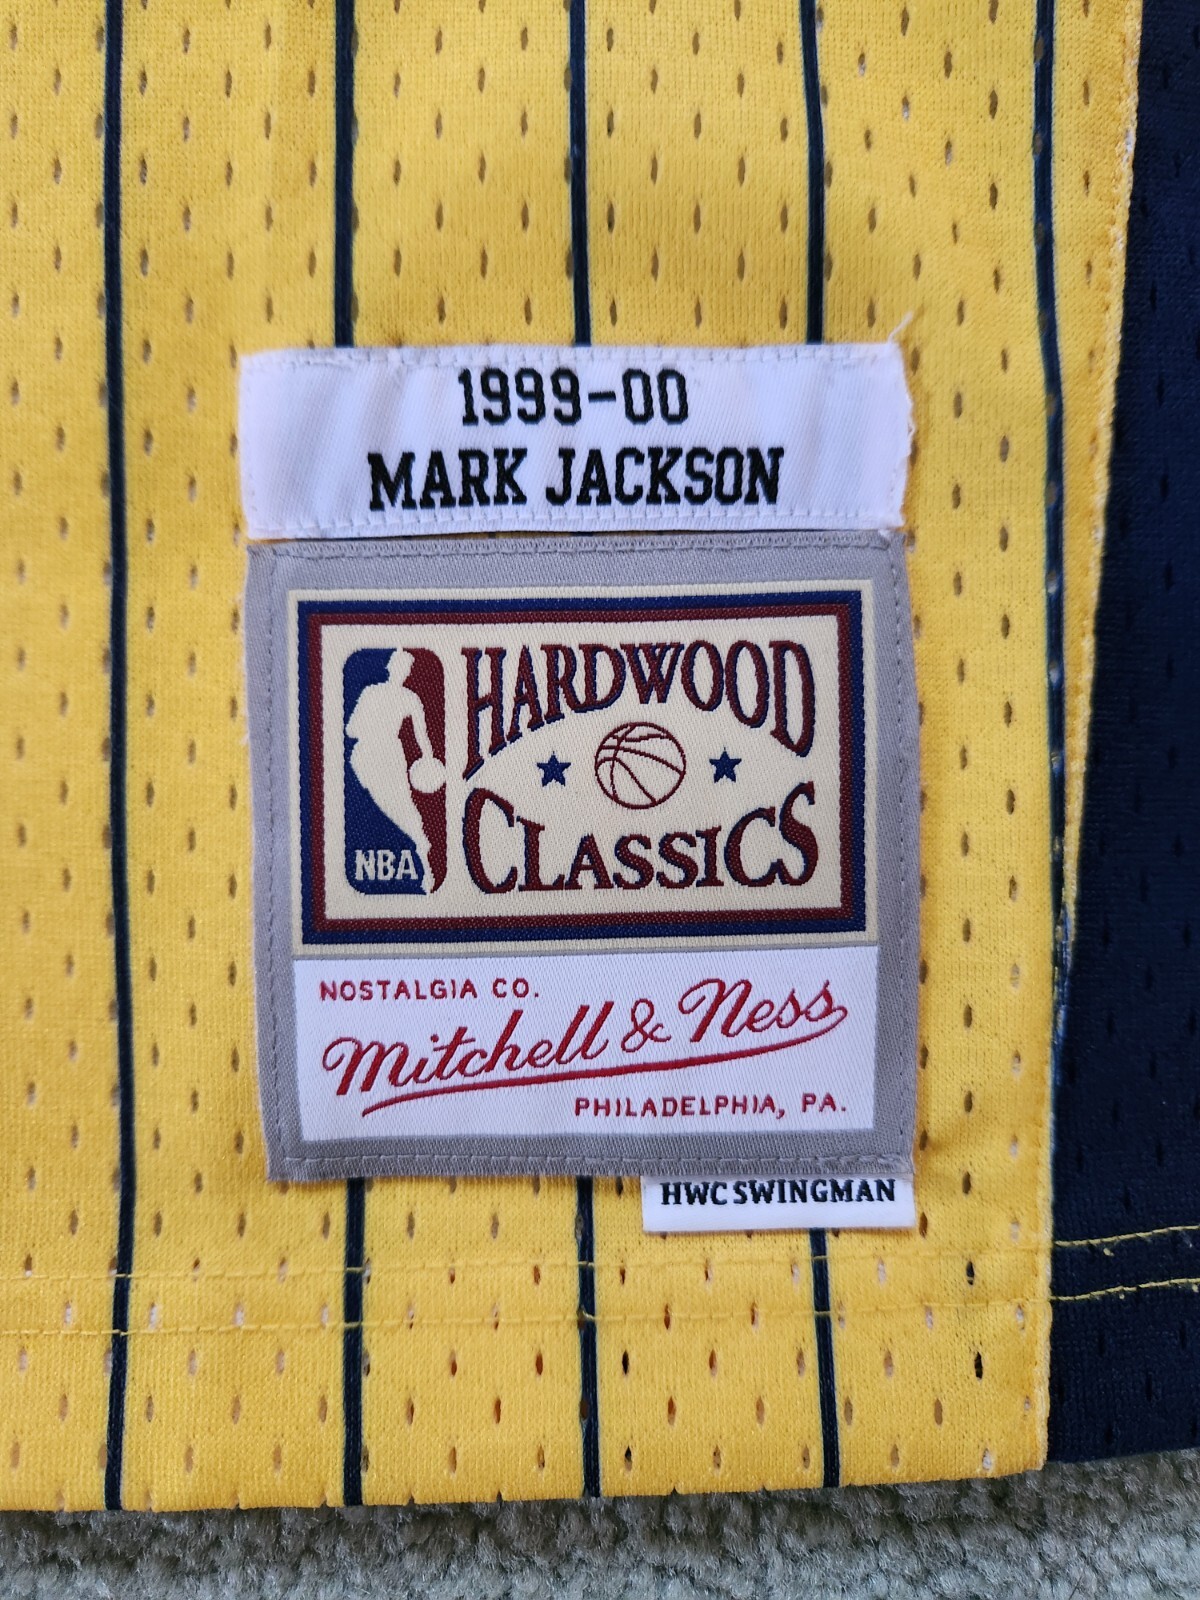 1999-00
MARK JACKSON
HARDWOOD
CLASSICS
NBA
NOSTALGIA CO.
Mitchell & Ness
PHILADELPHIA, PA.
HWC SWINGMAN